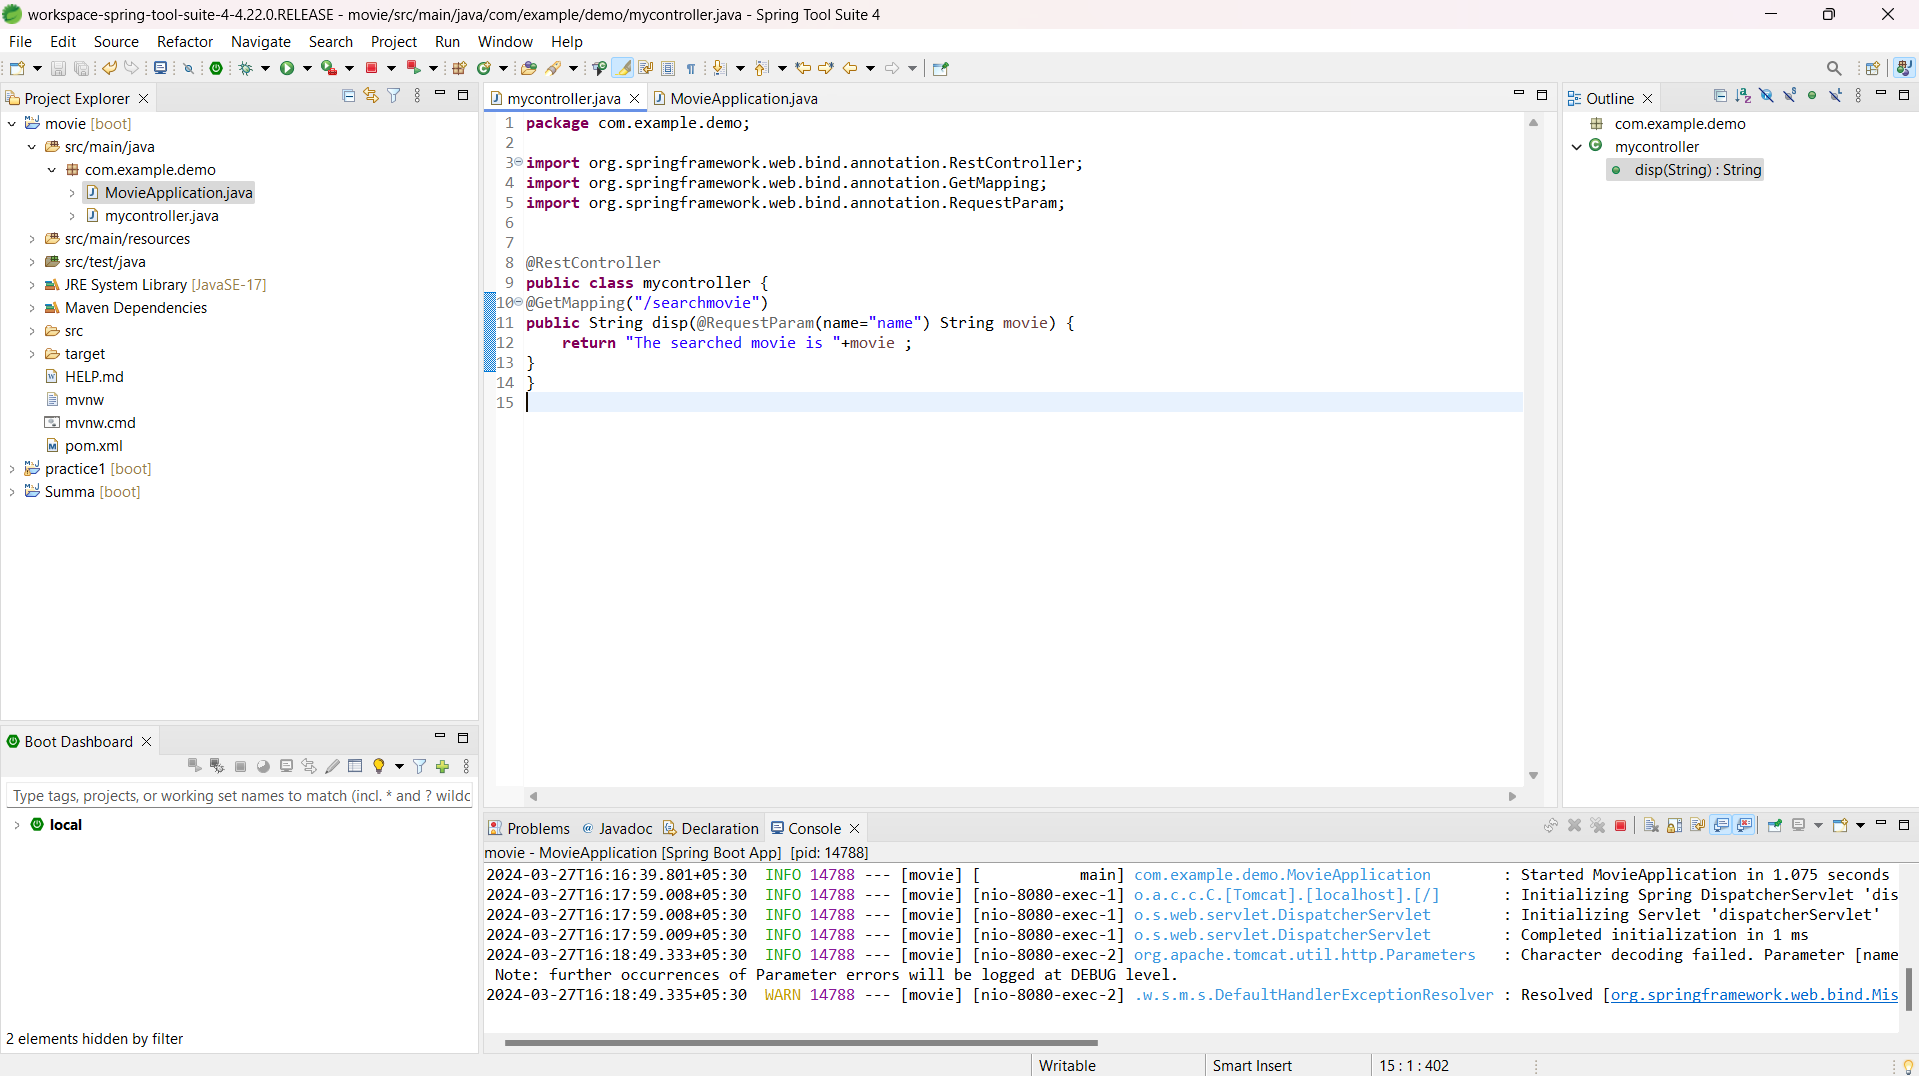 workspace-spring-tool-suite-4-4.22.0.RELEASE - movie/src/main/java/com/example/demo/mycontroller.java - Spring Tool Suite 4
File Edit Source Refactor Navigate Search Project Run Window Help
Project Explorer
movie [boot]
src/main/java
com.example.demo
MovieApplication.java
mycontroller.java
src/main/resources
src/test/java
JRE System Library [JavaSE-17]
Maven Dependencies
src
target
HELP.md
mvnw
mvnw.cmd
pom.xml
practice1 [boot]
Summa [boot]
mycontroller.java MovieApplication.java
1 package com.example.demo;
2
3 import org.springframework.web.bind.annotation.RestController;
4 import org.springframework.web.bind.annotation.GetMapping;
5 import org.springframework.web.bind.annotation.RequestParam;
6
7
8 @RestController
9 public class mycontroller {
10 @GetMapping("/searchmovie")
11 public String disp(@RequestParam(name="name") String movie) {
12 return "The searched movie is "+movie ;
13 }
14 }
15
Outline
com.example.demo
mycontroller
disp(String) : String
Boot Dashboard
Type tags, projects, or working set names to match (incl. * and ? wildc
local
2 elements hidden by filter
Problems Javadoc Declaration Console
movie - MovieApplication [Spring Boot App] [pid: 14788]
2024-03-27T16:16:39.801+05:30 INFO 14788 --- [movie] [ main] com.example.demo.MovieApplication : Started MovieApplication in 1.075 seconds
2024-03-27T16:17:59.008+05:30 INFO 14788 --- [movie] [nio-8080-exec-1] o.a.c.c.C.[Tomcat].[localhost].[/] : Initializing Spring DispatcherServlet 'dis
2024-03-27T16:17:59.008+05:30 INFO 14788 --- [movie] [nio-8080-exec-1] o.s.web.servlet.DispatcherServlet : Initializing Servlet 'dispatcherServlet'
2024-03-27T16:17:59.009+05:30 INFO 14788 --- [movie] [nio-8080-exec-1] o.s.web.servlet.DispatcherServlet : Completed initialization in 1 ms
2024-03-27T16:18:49.333+05:30 INFO 14788 --- [movie] [nio-8080-exec-2] org.apache.tomcat.util.http.Parameters : Character decoding failed. Parameter [name
Note: further occurrences of Parameter errors will be logged at DEBUG level.
2024-03-27T16:18:49.335+05:30 WARN 14788 --- [movie] [nio-8080-exec-2] .w.s.m.s.DefaultHandlerExceptionResolver : Resolved [org.springframework.web.bind.Mis
Writable Smart Insert 15 : 1 : 402